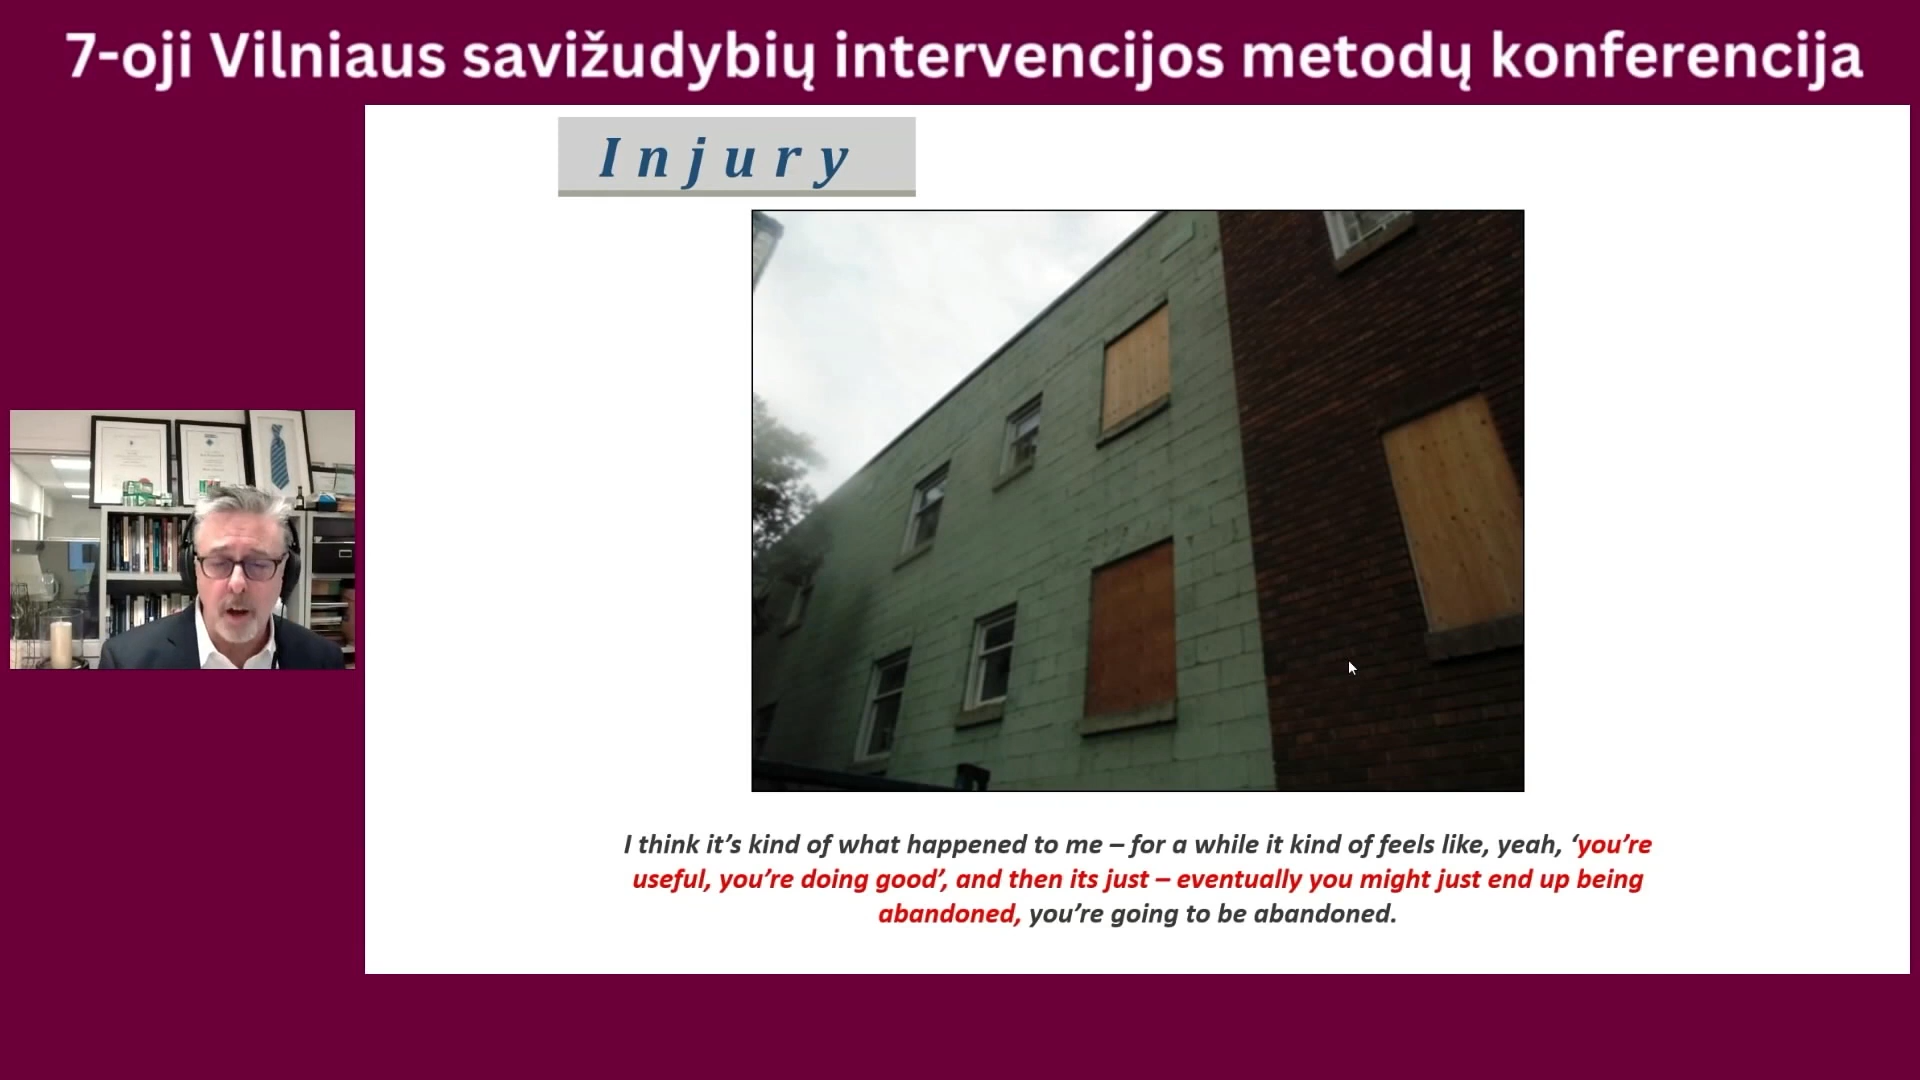 7-oji Vilniaus savižudybių intervencijos metodų konferencija
Injury
I think it’s kind of what happened to me – for a while it kind of feels like, yeah, ‘you’re
useful, you’re doing good’, and then its just – eventually you might just end up being
abandoned, you’re going to be abandoned.